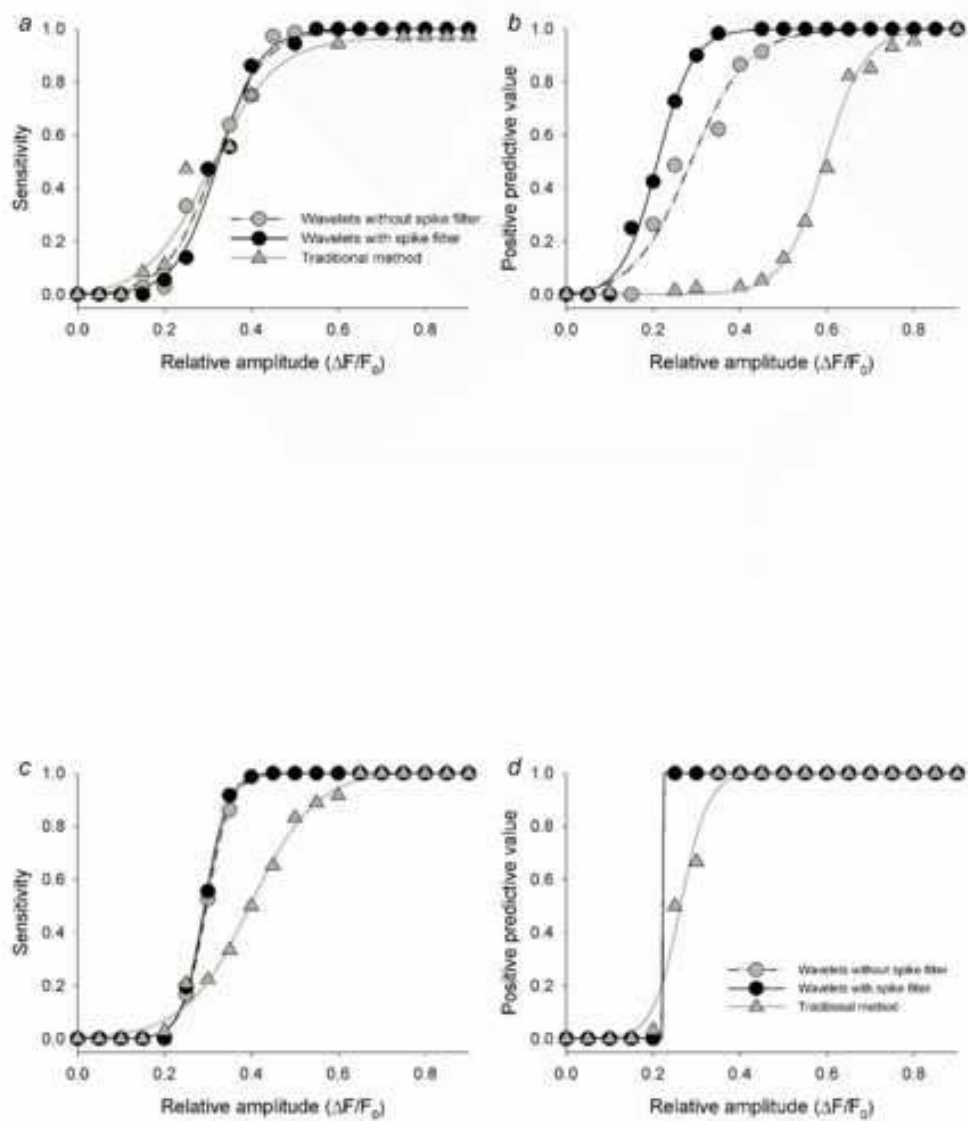 a
1.0
0.8
0.6
0.4
0.2
0.0
Sensitivity
Wavelets without spike filter
Wavelets with spike filter
Traditional method
0.0 0.2 0.4 0.6 0.8
Relative amplitude (ΔF/F0)
b
1.0
0.8
0.6
0.4
0.2
0.0
Positive predictive value
0.0 0.2 0.4 0.6 0.8
Relative amplitude (ΔF/F0)
c
1.0
0.8
0.6
0.4
0.2
0.0
Sensitivity
0.0 0.2 0.4 0.6 0.8
Relative amplitude (ΔF/F0)
d
1.0
0.8
0.6
0.4
0.2
0.0
Positive predictive value
Wavelets without spike filter
Wavelets with spike filter
Traditional method
0.0 0.2 0.4 0.6 0.8
Relative amplitude (ΔF/F0)